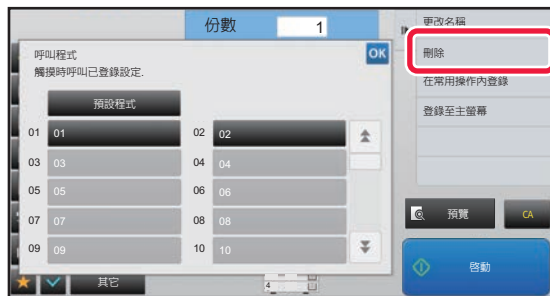 份數 1
更改名稱
呼叫程式 OK
刪除
觸摸時呼叫已登錄設定.
在常用操作內登錄
預設程式
登錄至主螢幕
01 01 02 02
03 03 04 04
05 05 06 06
預覽 CA
07 07 08 08
09 09 10 10
啓動
其它
4